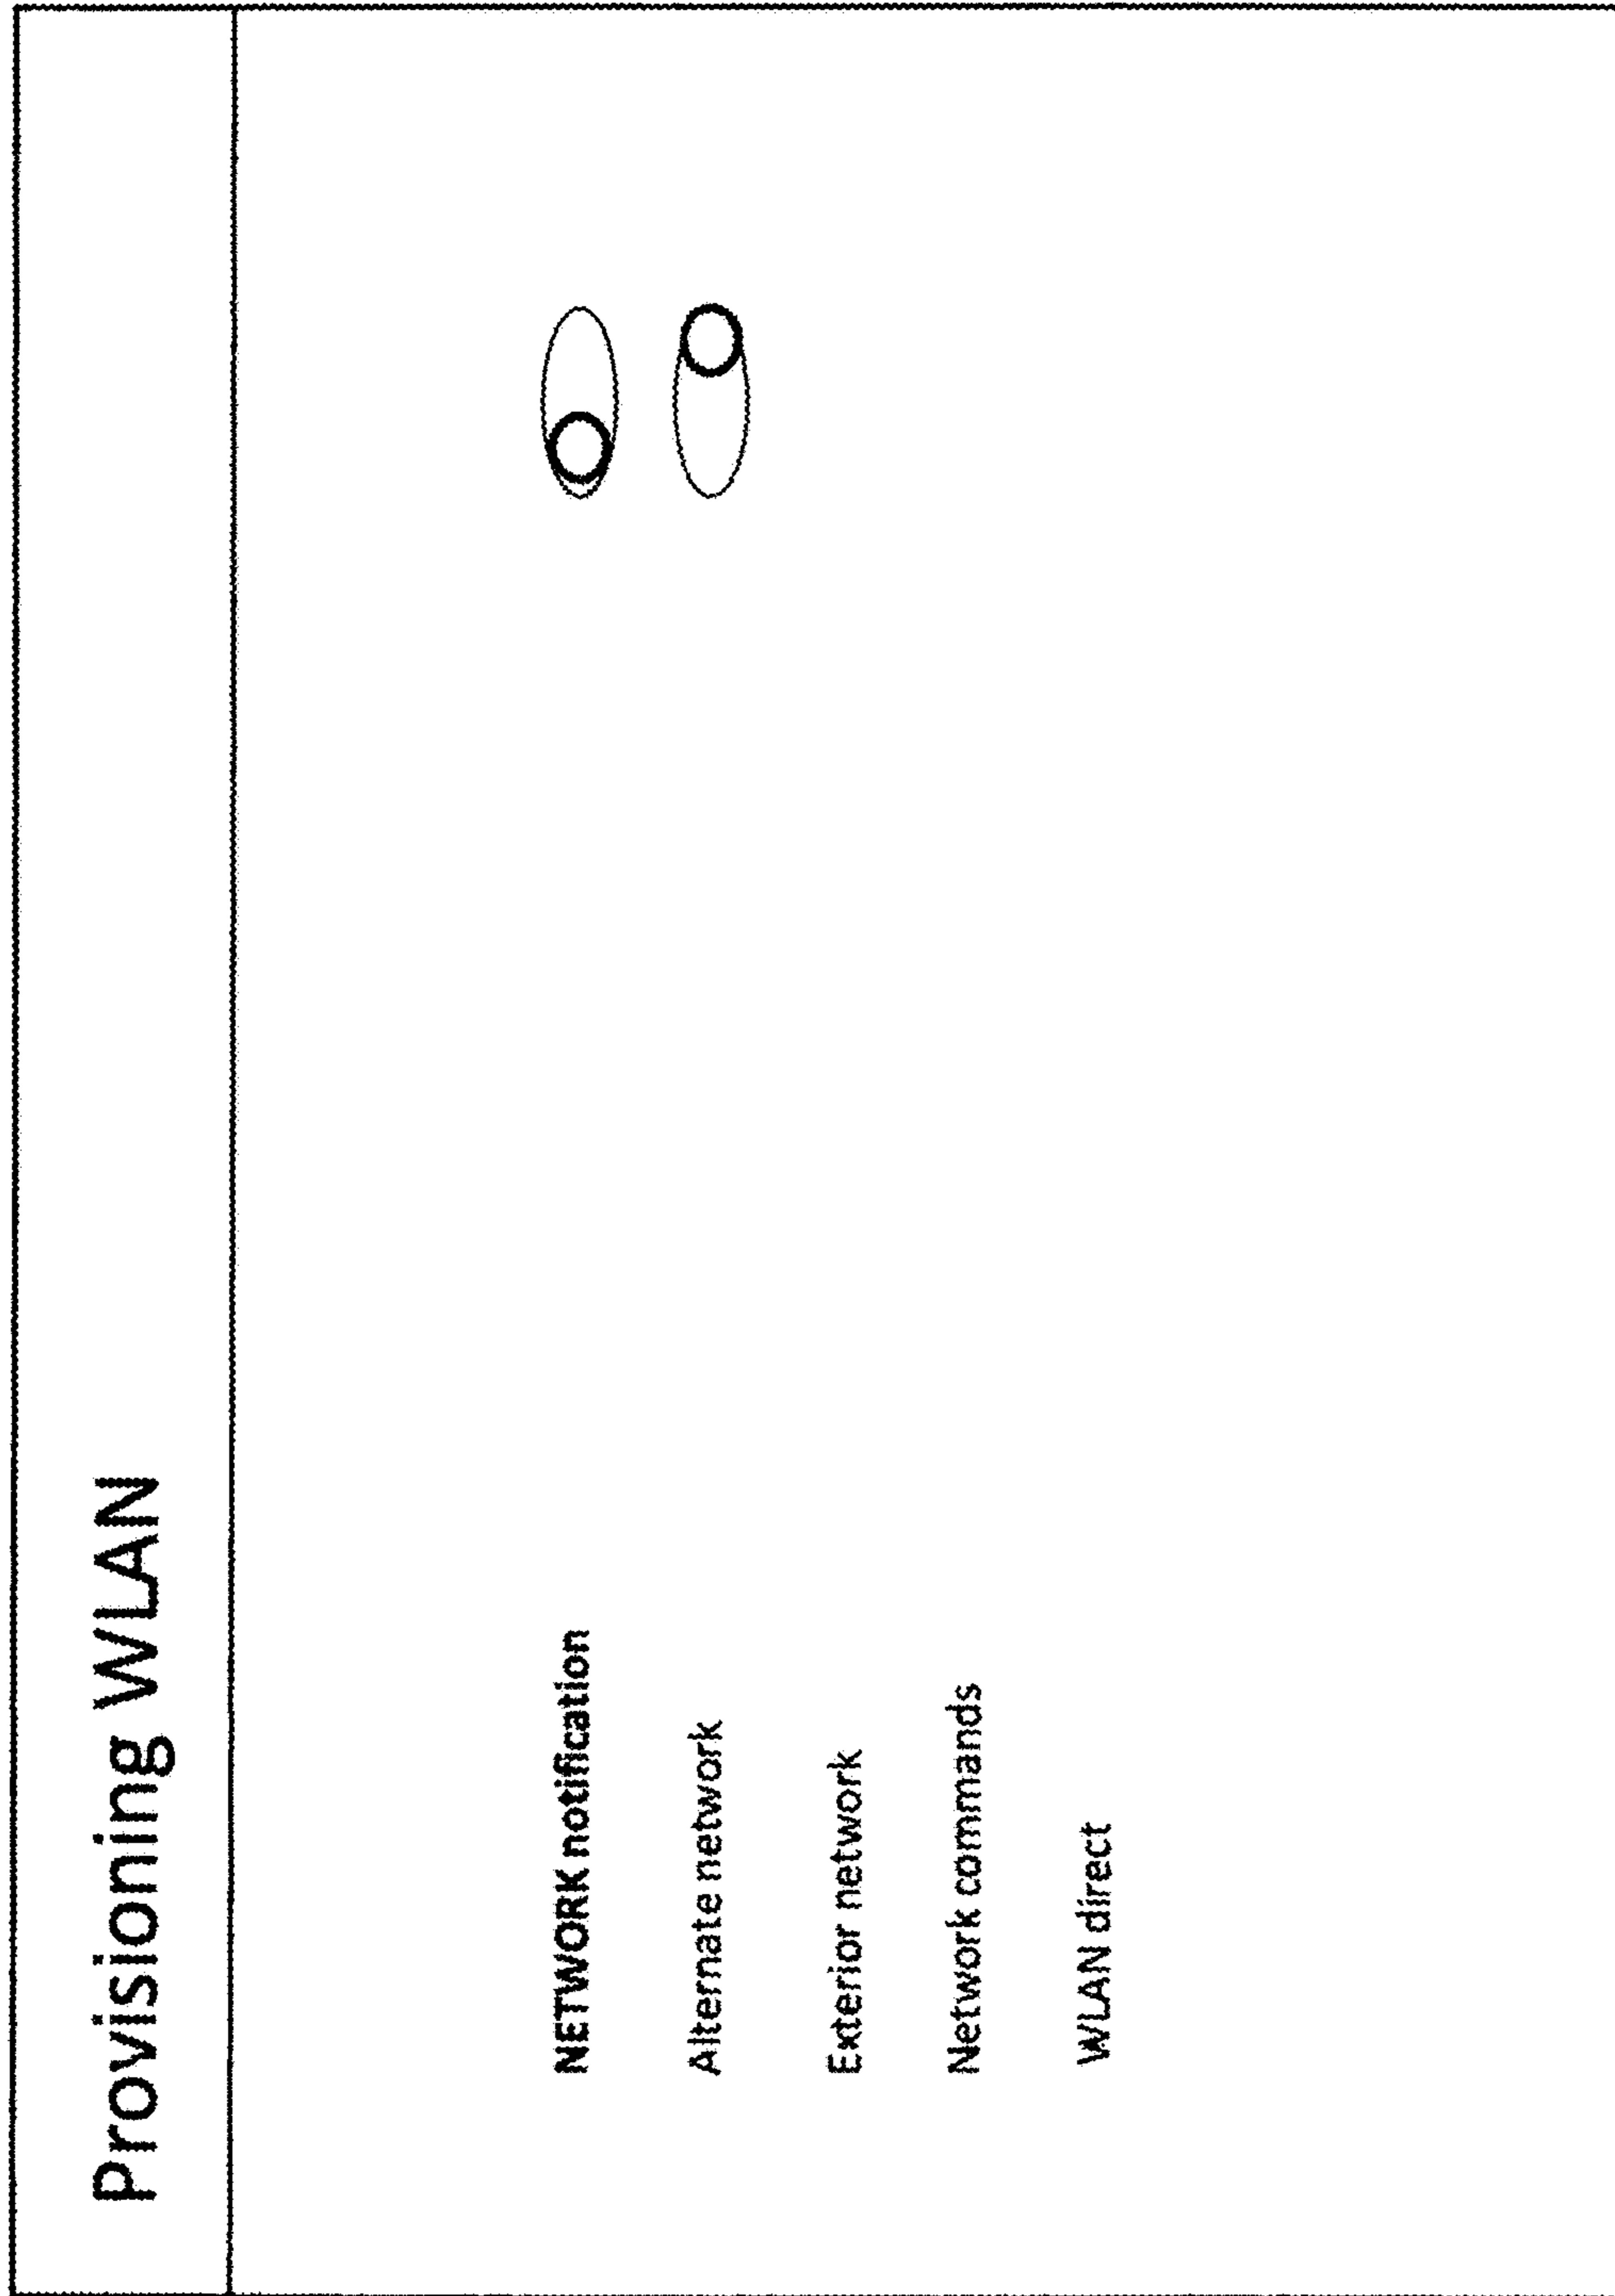 Provisioning WLAN
NETWORK notification
Alternate network
Exterior network
Network commands
WLAN direct